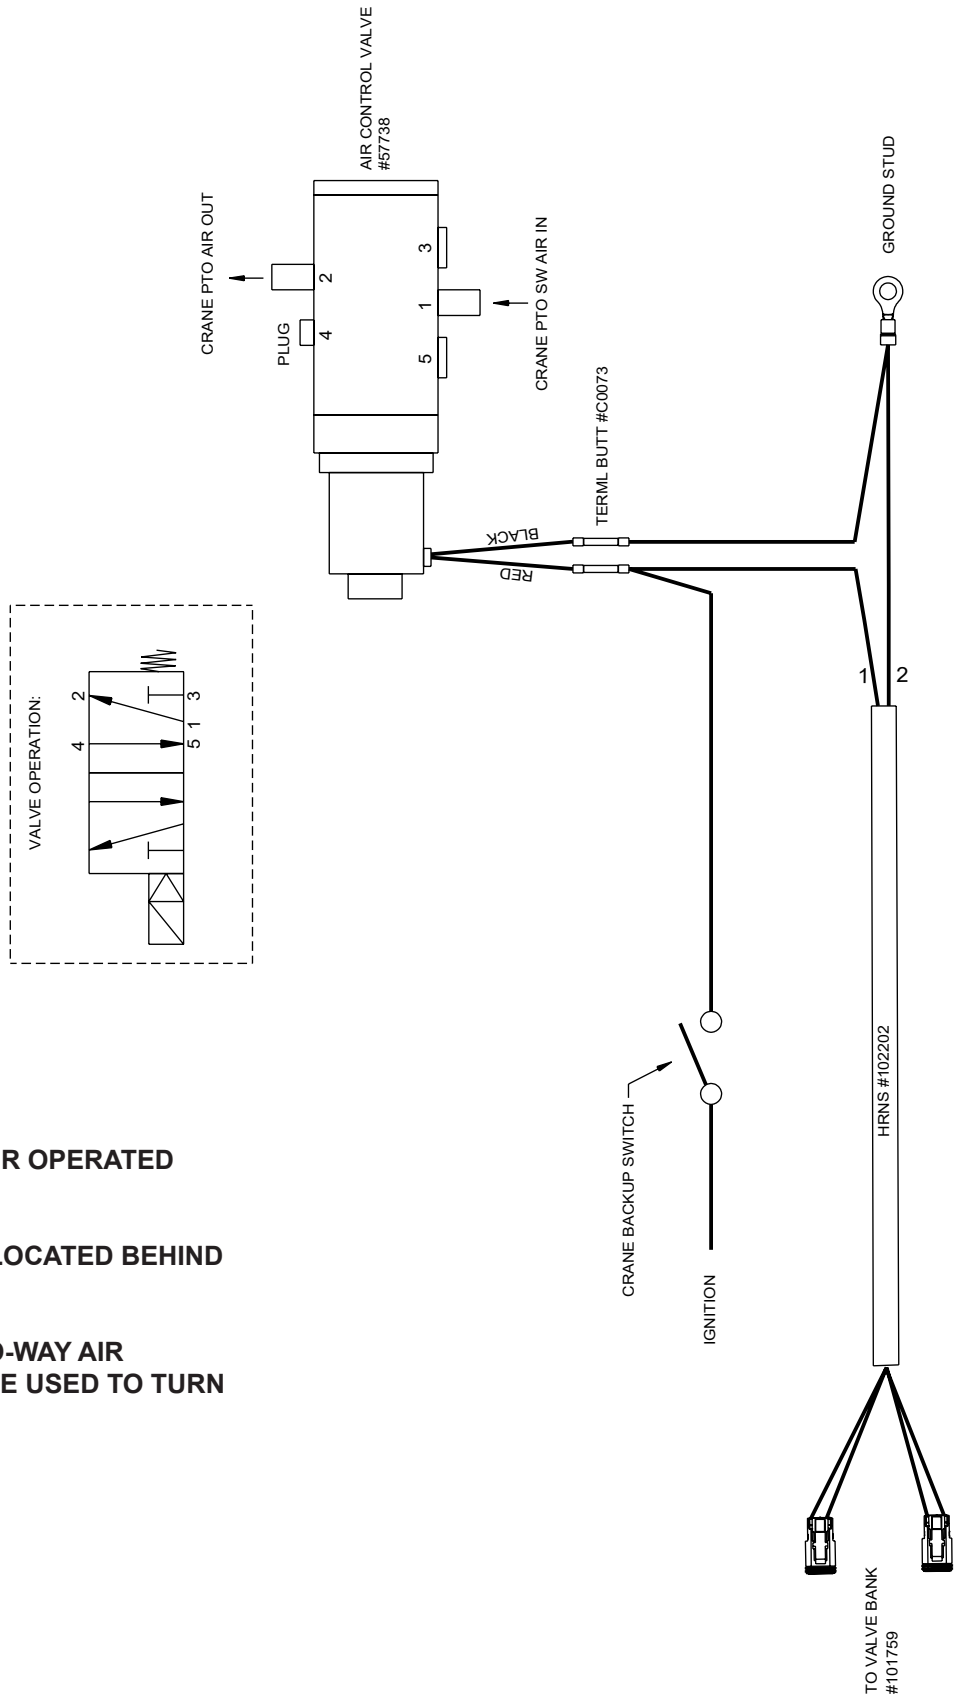 AIR CONTROL VALVE
#57738
CRANE PTO AIR OUT
PLUG
2
4
3
1
5
CRANE PTO SW AIR IN
GROUND STUD
TERML BUTT #C0073
BLACK
RED
VALVE OPERATION:
4 2
5 1 3
1
2
CRANE BACKUP SWITCH
IGNITION
HRNS #102202
TO VALVE BANK
#101759
R OPERATED
LOCATED BEHIND
-WAY AIR
E USED TO TURN